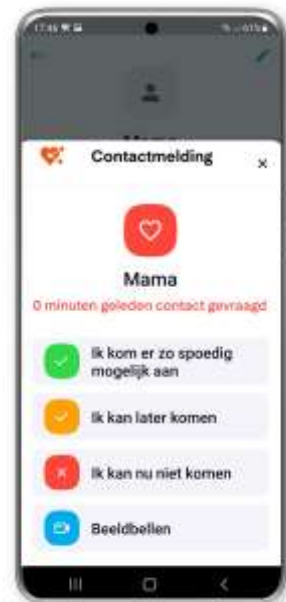 Contactmelding
Mama
0 minuten geleden contact gevraagd
Ik kom er zo spoedig
mogelijk aan
Ik kan later komen
Ik kan nu niet komen
Beeldbellen